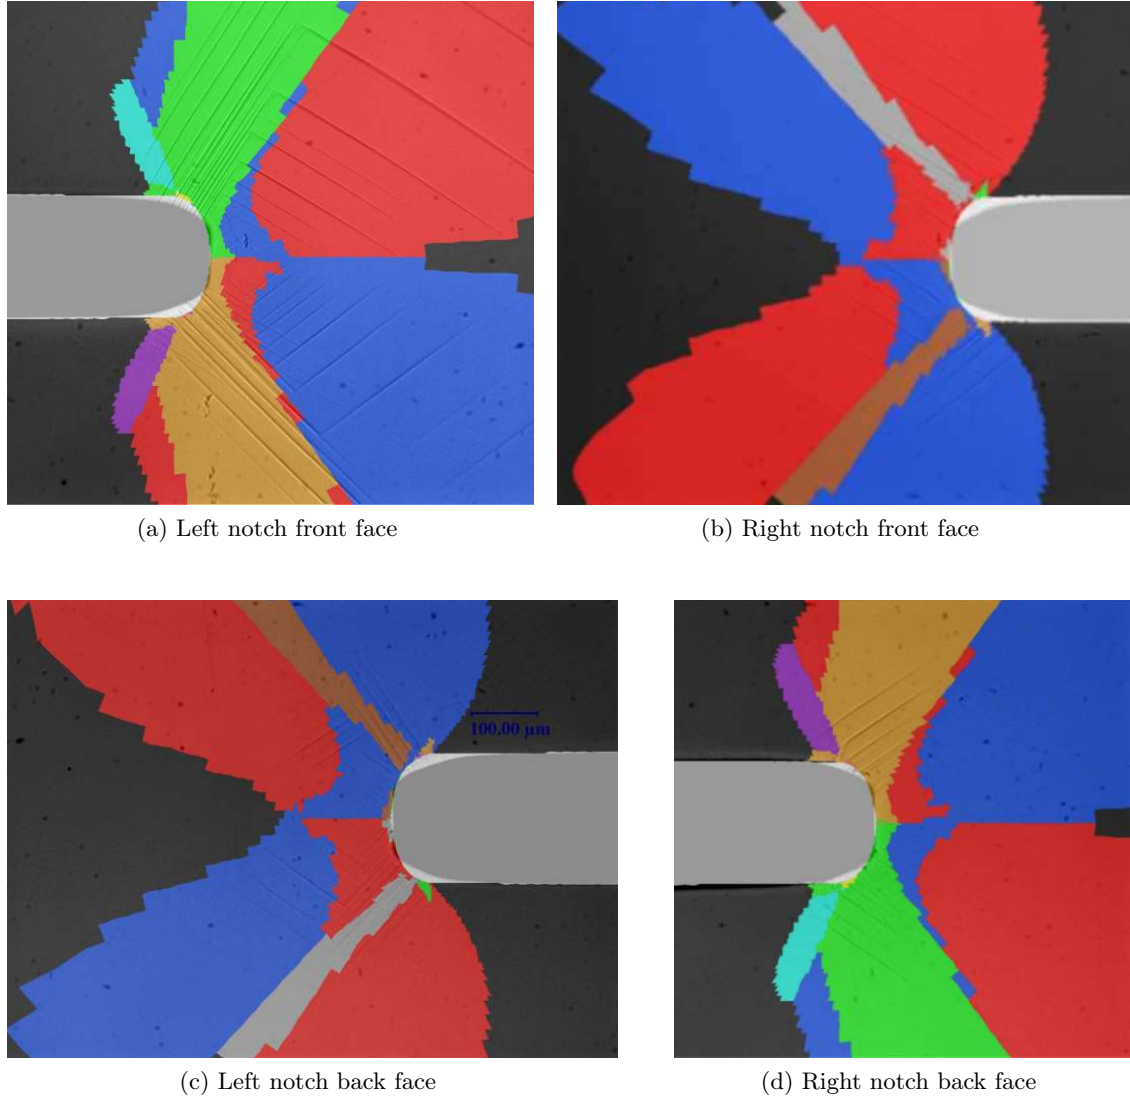 (a) Left notch front face
(b) Right notch front face
100.00 µm
(c) Left notch back face
(d) Right notch back face